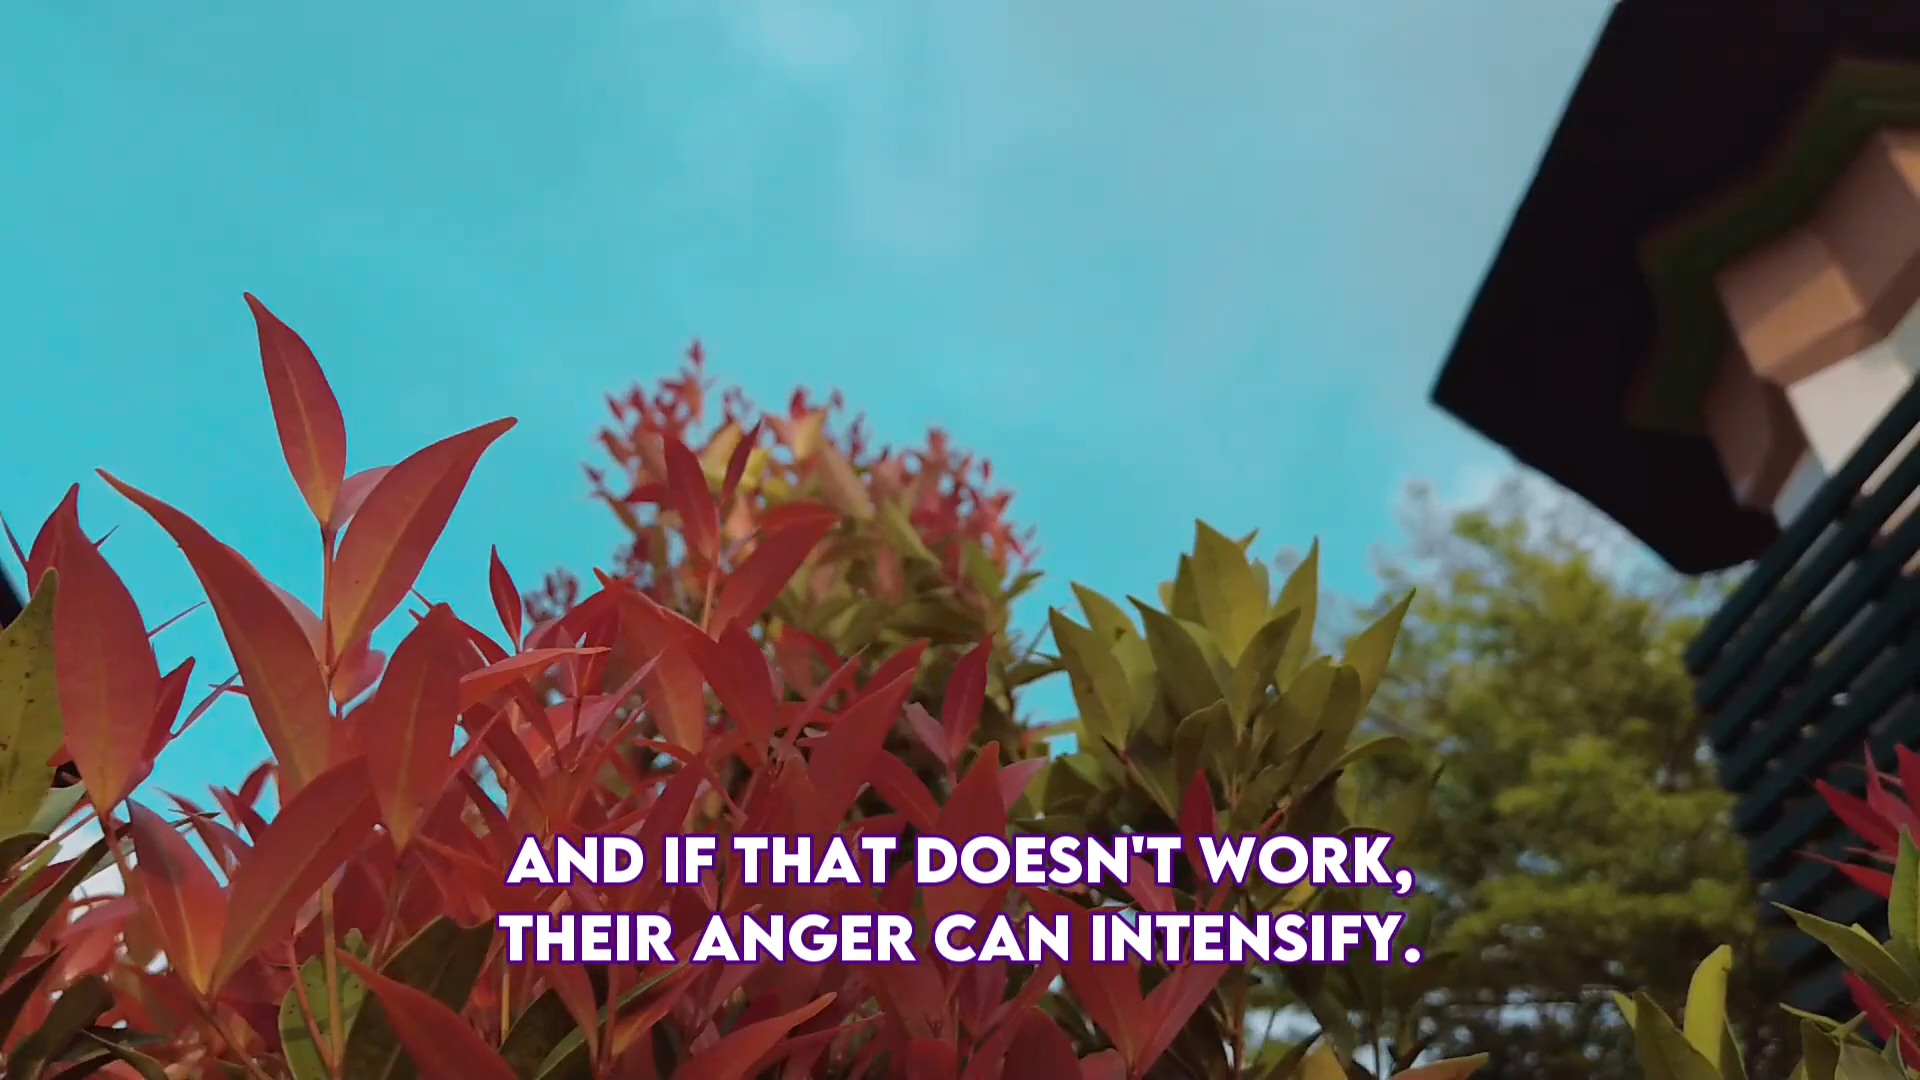 AND IF THAT DOESN'T WORK,
THEIR ANGER CAN INTENSIFY.